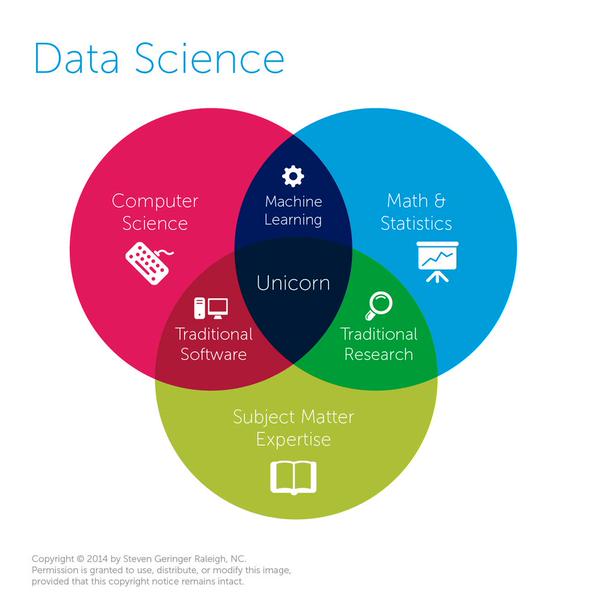 Data Science
Computer
Science
Machine
Learning
Math &
Statistics
Unicorn
Traditional
Software
Traditional
Research
Subject Matter
Expertise
Copyright © 2014 by Steven Geringer Raleigh, NC.
Permission is granted to use, distribute, or modify this image,
provided that this copyright notice remains intact.